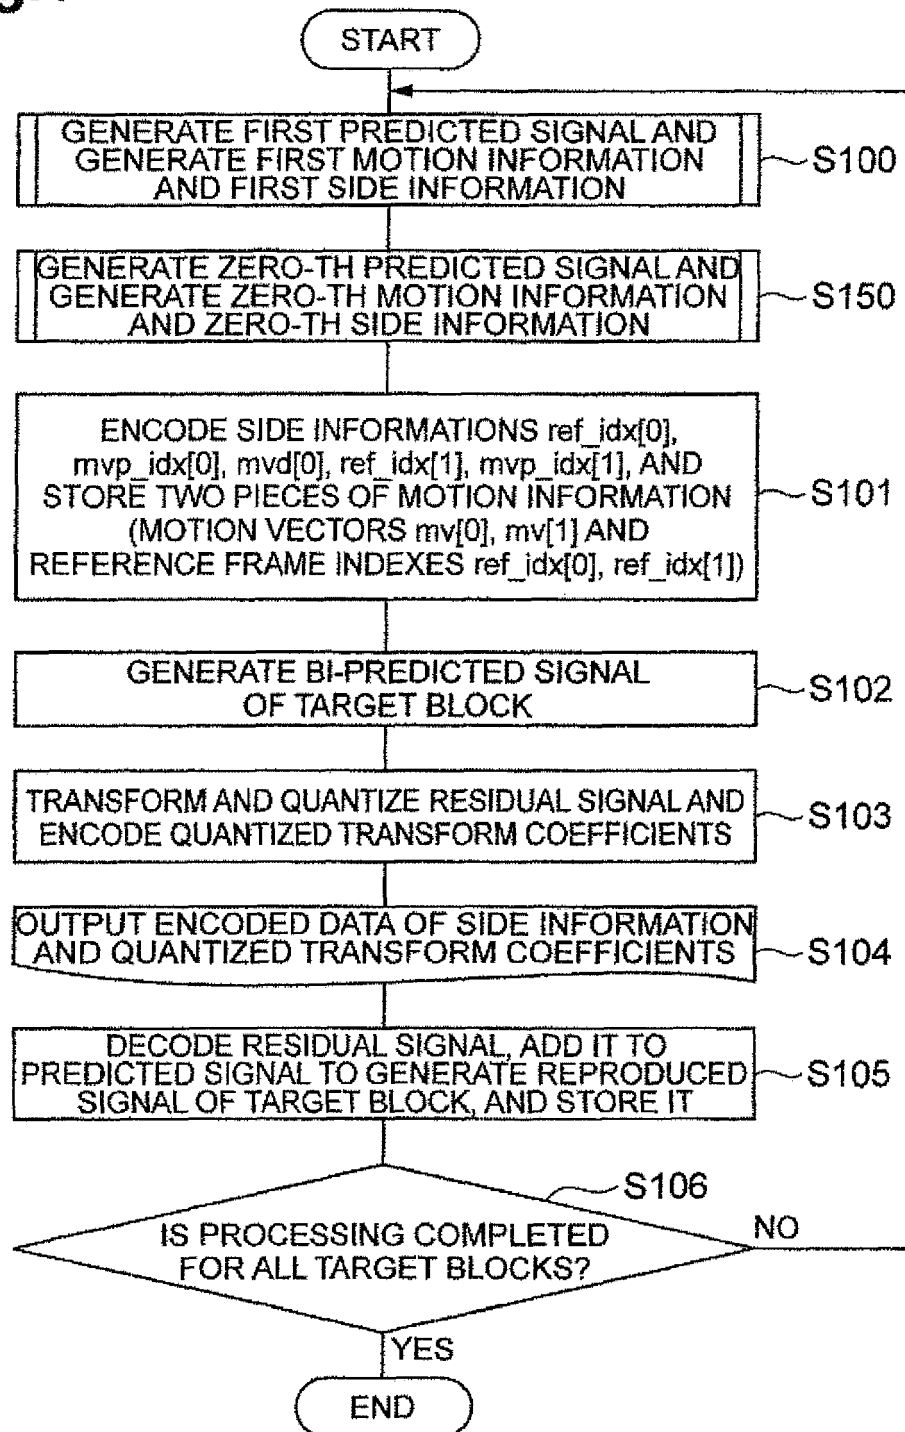 START
GENERATE FIRST PREDICTED SIGNAL AND
GENERATE FIRST MOTION INFORMATION
AND FIRST SIDE INFORMATION
S100
GENERATE ZERO-TH PREDICTED SIGNAL AND
GENERATE ZERO-TH MOTION INFORMATION
AND ZERO-TH SIDE INFORMATION
S150
ENCODE SIDE INFORMATIONS ref_idx[0],
mvp_idx[0], mvd[0], ref_idx[1], mvp_idx[1], AND
STORE TWO PIECES OF MOTION INFORMATION
(MOTION VECTORS mv[0], mv[1] AND
REFERENCE FRAME INDEXES ref_idx[0], ref_idx[1])
S101
GENERATE BI-PREDICTED SIGNAL
OF TARGET BLOCK
S102
TRANSFORM AND QUANTIZE RESIDUAL SIGNAL AND
ENCODE QUANTIZED TRANSFORM COEFFICIENTS
S103
OUTPUT ENCODED DATA OF SIDE INFORMATION
AND QUANTIZED TRANSFORM COEFFICIENTS
S104
DECODE RESIDUAL SIGNAL, ADD IT TO
PREDICTED SIGNAL TO GENERATE REPRODUCED
SIGNAL OF TARGET BLOCK, AND STORE IT
S105
S106
IS PROCESSING COMPLETED
FOR ALL TARGET BLOCKS?
NO
YES
END